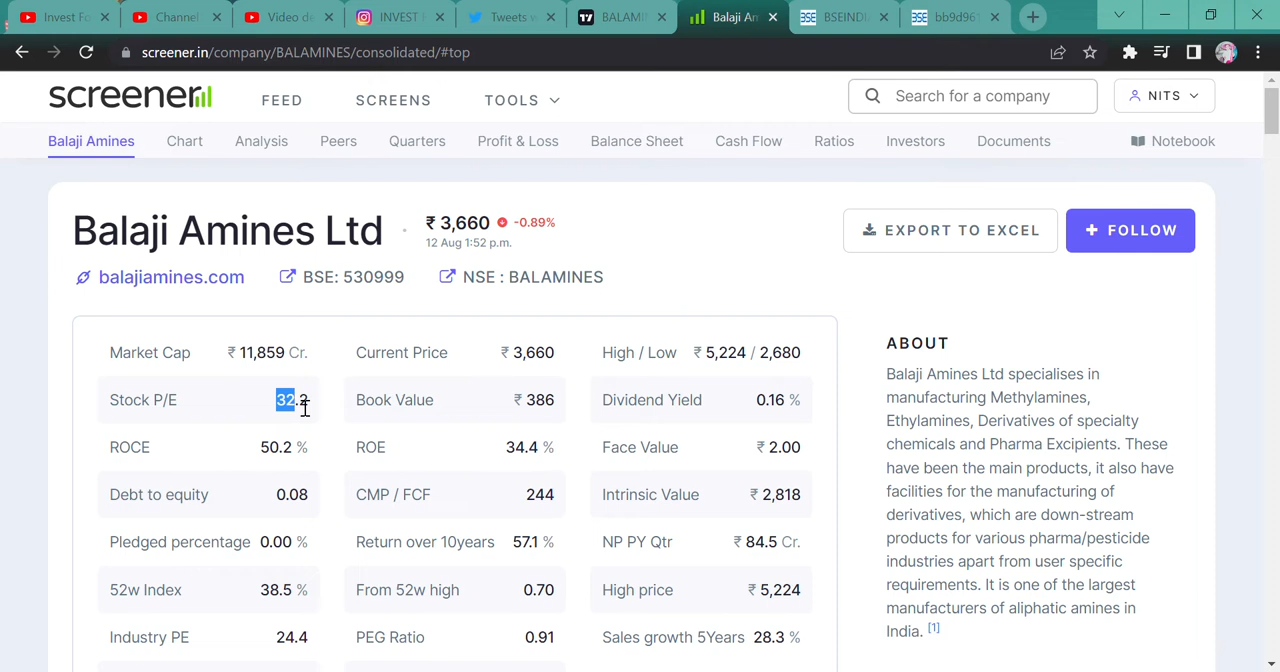 Invest Fo
Channel
Video de
INVEST H
Tweets w
BALAMI
Balaji Am
BSEINDI
bb9d96
screener.in/company/BALAMINES/consolidated/#top
screener
FEED
SCREENS
TOOLS
Search for a company
NITS
Balaji Amines
Chart
Analysis
Peers
Quarters
Profit & Loss
Balance Sheet
Cash Flow
Ratios
Investors
Documents
Notebook
Balaji Amines Ltd
₹ 3,660 -0.89%
12 Aug 1:52 p.m.
EXPORT TO EXCEL
+ FOLLOW
balajiamines.com
BSE: 530999
NSE : BALAMINES
Market Cap ₹ 11,859 Cr.
Current Price ₹ 3,660
High / Low ₹ 5,224 / 2,680
Stock P/E 32.2
Book Value ₹ 386
Dividend Yield 0.16 %
ROCE 50.2 %
ROE 34.4 %
Face Value ₹ 2.00
Debt to equity 0.08
CMP / FCF 244
Intrinsic Value ₹ 2,818
Pledged percentage 0.00 %
Return over 10years 57.1 %
NP PY Qtr ₹ 84.5 Cr.
52w Index 38.5 %
From 52w high 0.70
High price ₹ 5,224
Industry PE 24.4
PEG Ratio 0.91
Sales growth 5Years 28.3 %
ABOUT
Balaji Amines Ltd specialises in
manufacturing Methylamines,
Ethylamines, Derivatives of specialty
chemicals and Pharma Excipients. These
have been the main products, it also have
facilities for the manufacturing of
derivatives, which are down-stream
products for various pharma/pesticide
industries apart from user specific
requirements. It is one of the largest
manufacturers of aliphatic amines in
India. [1]